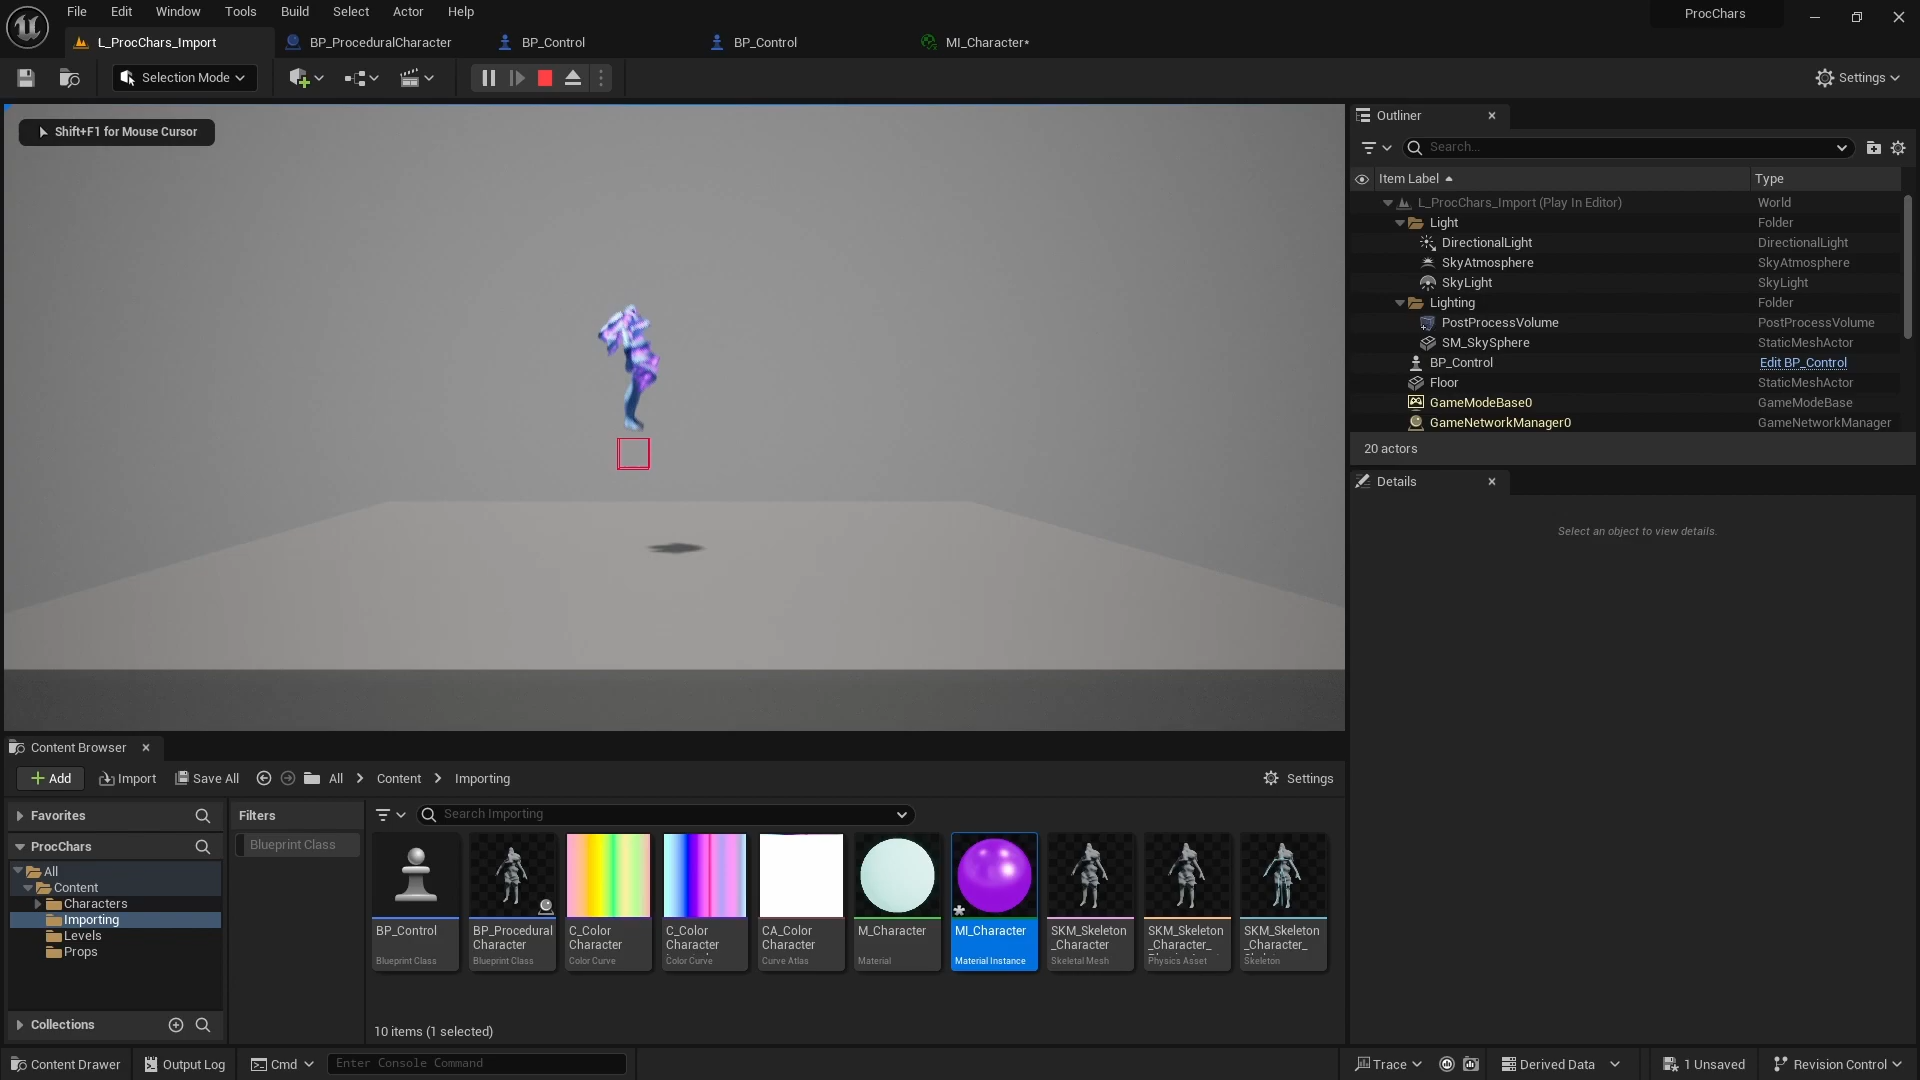 File Edit Window Tools Build Select Actor Help
ProcChars
L_ProcChars_Import
BP_ProceduralCharacter
BP_Control
BP_Control
MI_Character*
Selection Mode
Settings
Shift+F1 for Mouse Cursor
Outliner
Search...
Item Label
Type
L_ProcChars_Import (Play In Editor) World
Light Folder
DirectionalLight DirectionalLight
SkyAtmosphere SkyAtmosphere
SkyLight SkyLight
Lighting Folder
PostProcessVolume PostProcessVolume
SM_SkySphere StaticMeshActor
BP_Control Edit BP_Control
Floor StaticMeshActor
GameModeBase0 GameModeBase
GameNetworkManager0 GameNetworkManager
20 actors
Details
Select an object to view details.
Content Browser
Add Import Save All All Content Importing Settings
Favorites
ProcChars
All
Content
Characters
Importing
Levels
Props
Collections
Filters
Blueprint Class
Search Importing
BP_Control
Blueprint Class
BP_Procedural
Character
Blueprint Class
C_Color
Character
Color Curve
C_Color
Character
Color Curve
CA_Color
Character
Curve Atlas
M_Character
Material
MI_Character
Material Instance
SKM_Skeleton
_Character
Skeletal Mesh
SKM_Skeleton
_Character_
Physics Asset
SKM_Skeleton
_Character_
Skeleton
10 items (1 selected)
Content Drawer Output Log Cmd Enter Console Command Trace Derived Data 1 Unsaved Revision Control